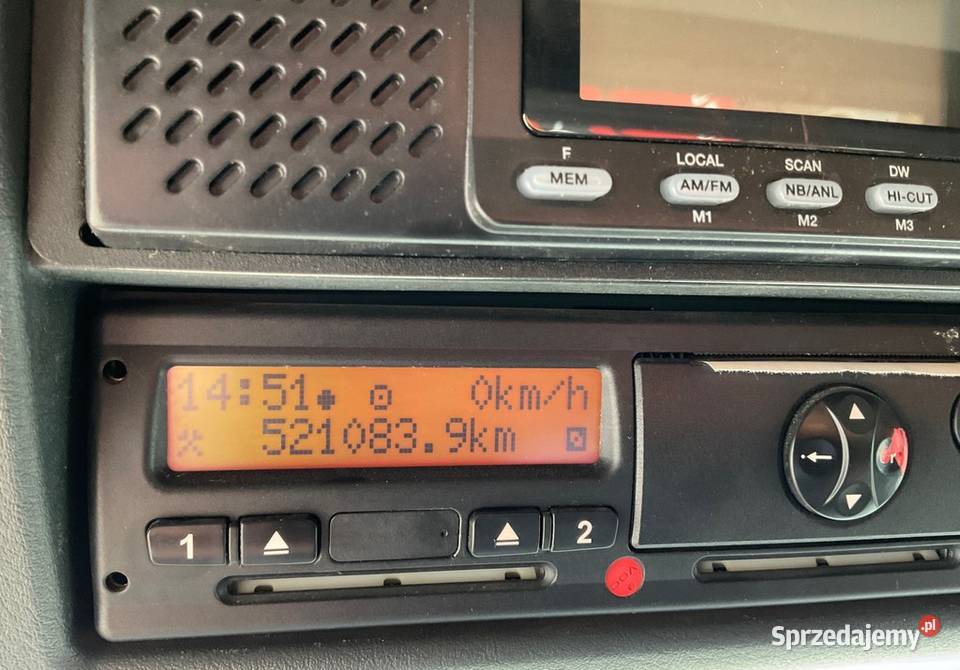 F LOCAL SCAN DW
MEM AM/FM NB/ANL HI-CUT
M1 M2 M3
14:51 0km/h
521083.9km
1 2
VDO
Sprzedajemy.pl